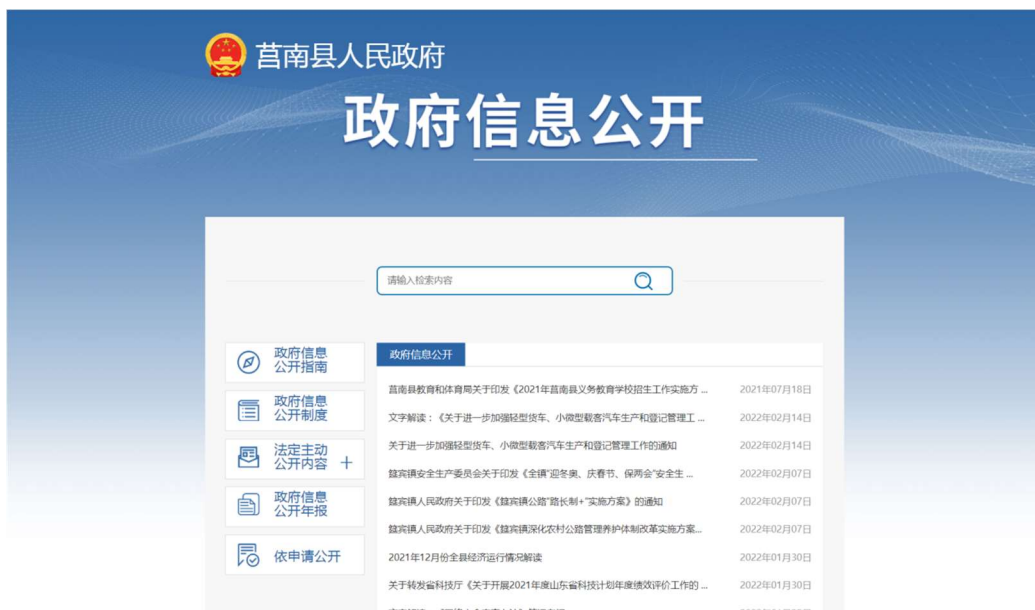 莒南县人民政府
政府信息公开
请输入检索内容
政府信息
公开指南
政府信息
公开制度
法定主动
公开内容 +
政府信息
公开年报
依申请公开
政府信息公开
莒南县教育和体育局关于印发《2021年莒南县义务教育学校招生工作实施方 ... 2021年07月18日
文字解读：《关于进一步加强轻型货车、小微型载客汽车生产和登记管理工 ... 2022年02月14日
关于进一步加强轻型货车、小微型载客汽车生产和登记管理工作的通知 2022年02月14日
筵宾镇安全生产委员会关于印发《全镇"迎冬奥、庆春节、保两会"安全生 ... 2022年02月07日
筵宾镇人民政府关于印发《筵宾镇公路"路长制+"实施方案》的通知 2022年02月07日
筵宾镇人民政府关于印发《筵宾镇深化农村公路管理养护体制改革实施方案... 2022年02月07日
2021年12月份全县经济运行情况解读 2022年01月30日
关于转发省科技厅《关于开展2021年度山东省科技计划年度绩效评价工作的 ... 2022年01月30日